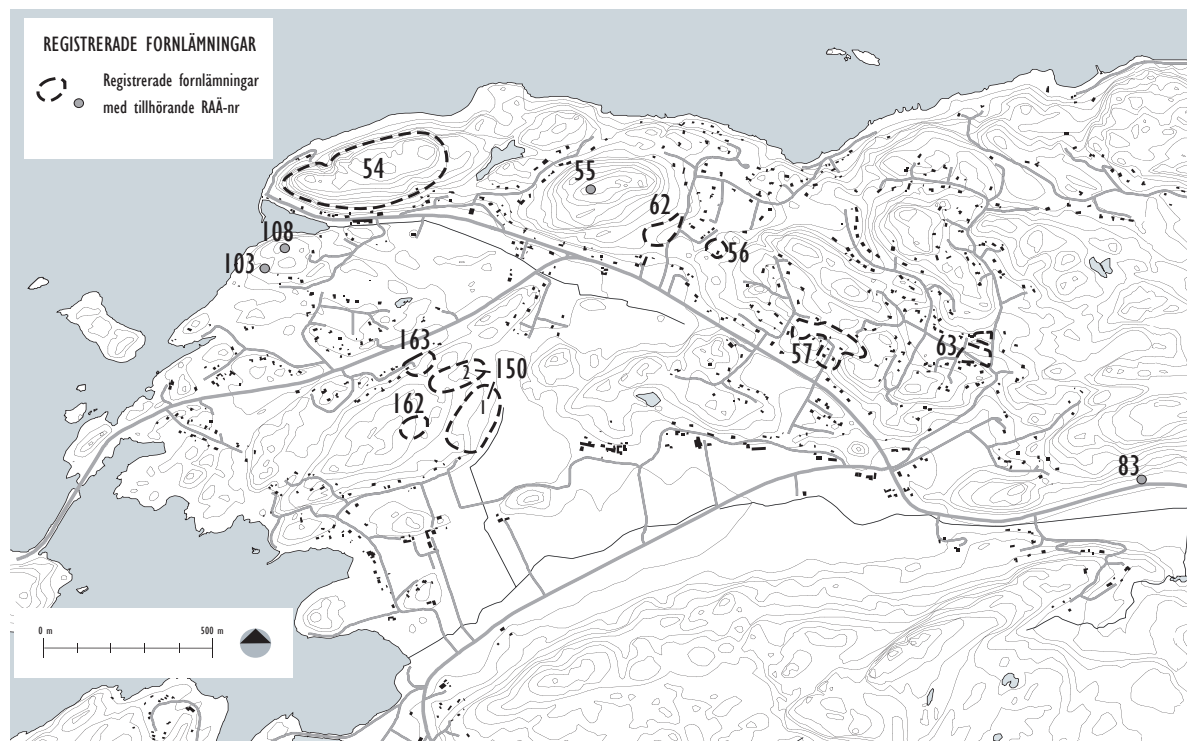 REGISTRERADE FORNLÄMNINGAR
Registrerade fornlämningar
med tillhörande RAÄ-nr
54
55
62
56
108
103
163
2
150
1
162
57
63
83
0 m
500 m